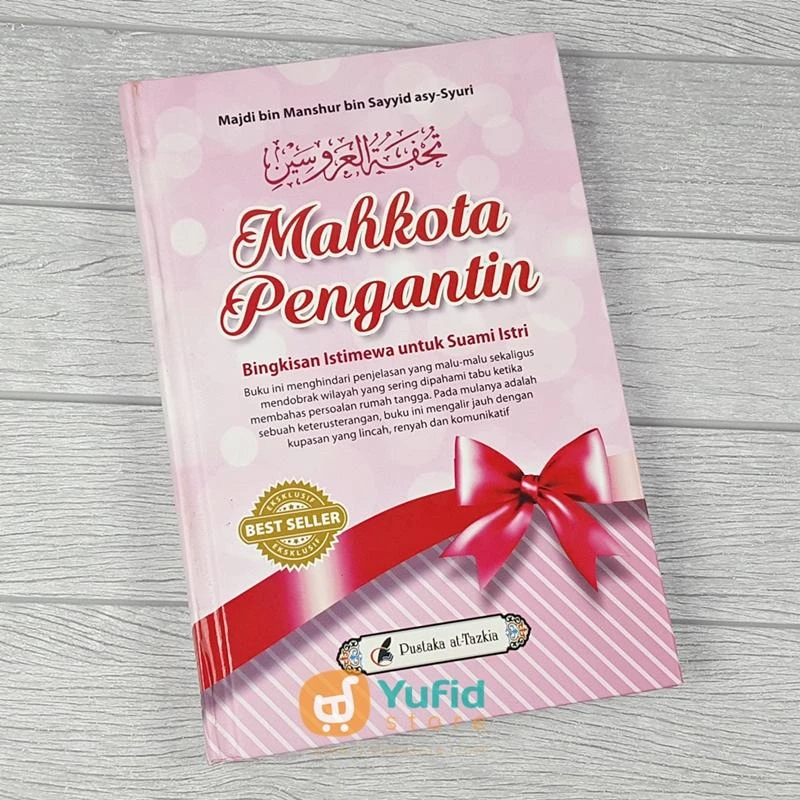 Majdi bin Manshur bin Sayyid asy-Syuri
تحفة العروسين
Mahkota
Pengantin
Bingkisan Istimewa untuk Suami Istri
Buku ini menghindari penjelasan yang malu-malu sekaligus
mendobrak wilayah yang sering dipahami tabu ketika
membahas persoalan rumah tangga. Pada mulanya adalah
sebuah keterusterangan, buku ini mengalir jauh dengan
kupasan yang lincah, renyah dan komunikatif
EKSKLUSIF
BEST SELLER
EKSKLUSIF
Pustaka at-Tazkia
Yufid
store